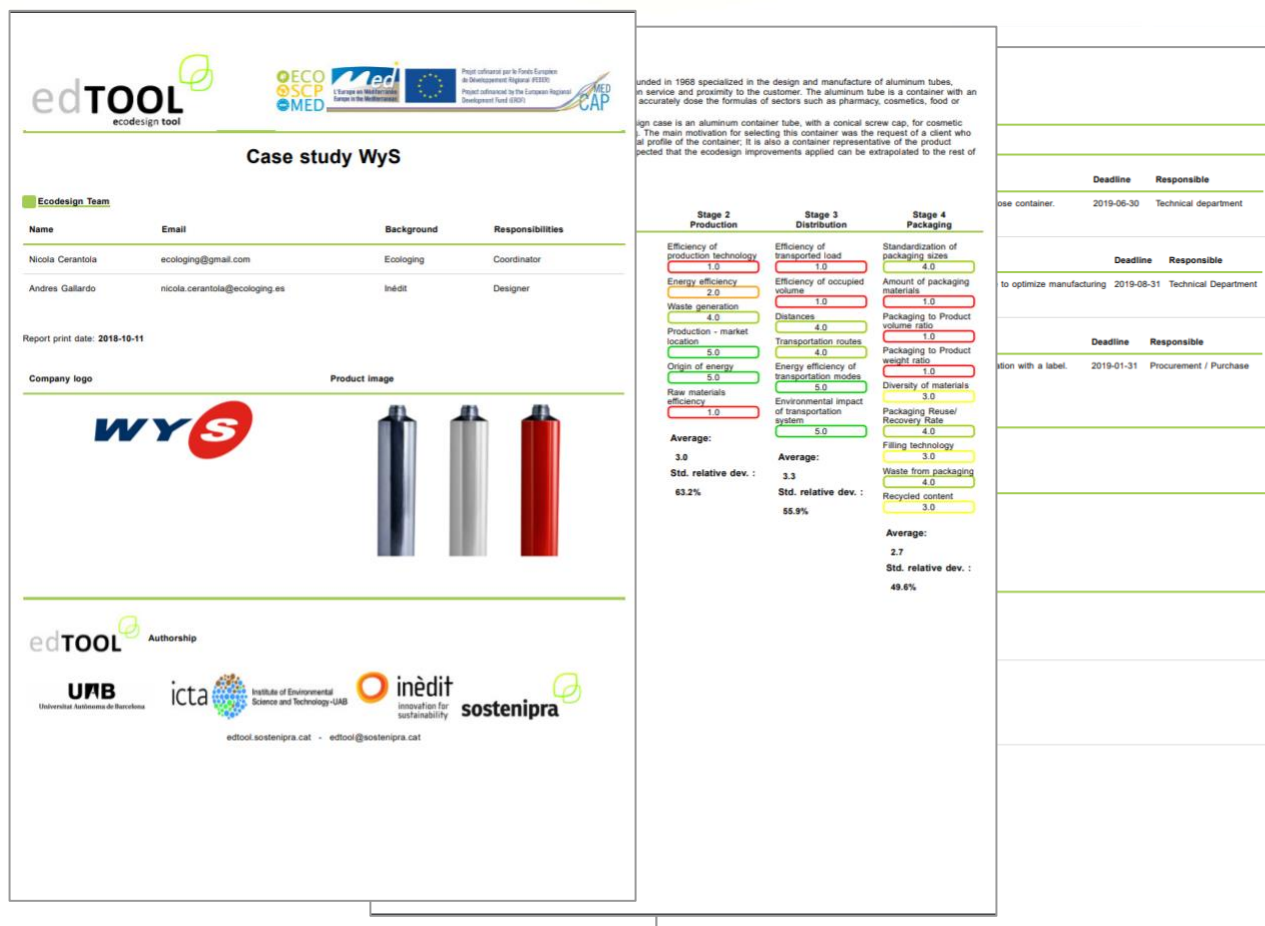 edTOOL
ecodesign tool
ECO
SCP
MED
Med
L'Europe en Méditerranée
Europe in the Mediterranean
Projet cofinancé par le Fonds Européen
de Développement Régional (FEDER)
Project cofinanced by the European Regional
Development Fund (ERDF)
MED
CAP
Case study WyS
Ecodesign Team
Name Email Background Responsibilities
Nicola Cerantola ecologing@gmail.com Ecologing Coordinator
Andres Gallardo nicola.cerantola@ecologing.es Inèdit Designer
Report print date: 2018-10-11
Company logo Product image
WYS
edTOOL Authorship
UAB
Universitat Autònoma de Barcelona
icta
Institute of Environmental
Science and Technology-UAB
inèdit
innovation for
sustainability
sostenipra
edtool.sostenipra.cat - edtool@sostenipra.cat
unded in 1968 specialized in the design and manufacture of aluminum tubes,
n service and proximity to the customer. The aluminum tube is a container with an
accurately dose the formulas of sectors such as pharmacy, cosmetics, food or
ign case is an aluminum container tube, with a conical screw cap, for cosmetic
. The main motivation for selecting this container was the request of a client who
al profile of the container; It is also a container representative of the product
pected that the ecodesign improvements applied can be extrapolated to the rest of
Stage 2
Production
Efficiency of
production technology
1.0
Energy efficiency
2.0
Waste generation
4.0
Production - market
location
5.0
Origin of energy
5.0
Raw materials
efficiency
1.0
Average:
3.0
Std. relative dev. :
63.2%
Stage 3
Distribution
Efficiency of
transported load
1.0
Efficiency of occupied
volume
1.0
Distances
4.0
Transportation routes
4.0
Energy efficiency of
transportation modes
5.0
Environmental impact
of transportation
system
5.0
Average:
3.3
Std. relative dev. :
55.9%
Stage 4
Packaging
Standardization of
packaging sizes
4.0
Amount of packaging
materials
1.0
Packaging to Product
volume ratio
1.0
Packaging to Product
weight ratio
1.0
Diversity of materials
3.0
Packaging Reuse/
Recovery Rate
4.0
Filling technology
3.0
Waste from packaging
4.0
Recycled content
3.0
Average:
2.7
Std. relative dev. :
49.6%
Deadline Responsible
ose container. 2019-06-30 Technical department
Deadline Responsible
to optimize manufacturing 2019-08-31 Technical Department
Deadline Responsible
ation with a label. 2019-01-31 Procurement / Purchase